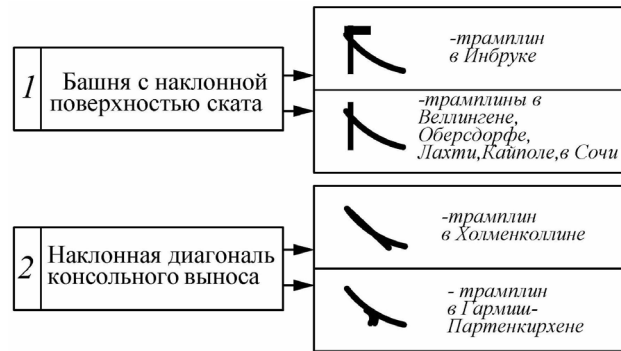 1
Башня с наклонной
поверхностью ската
-трамплин
в Инбруке
-трамплины в
Веллингене,
Оберсдорфе,
Лахти,Кайполе,в Сочи
2
Наклонная диагональ
консольного выноса
-трамплин
в Холменколлине
- трамплин
в Гармиш-
Партенкирхене